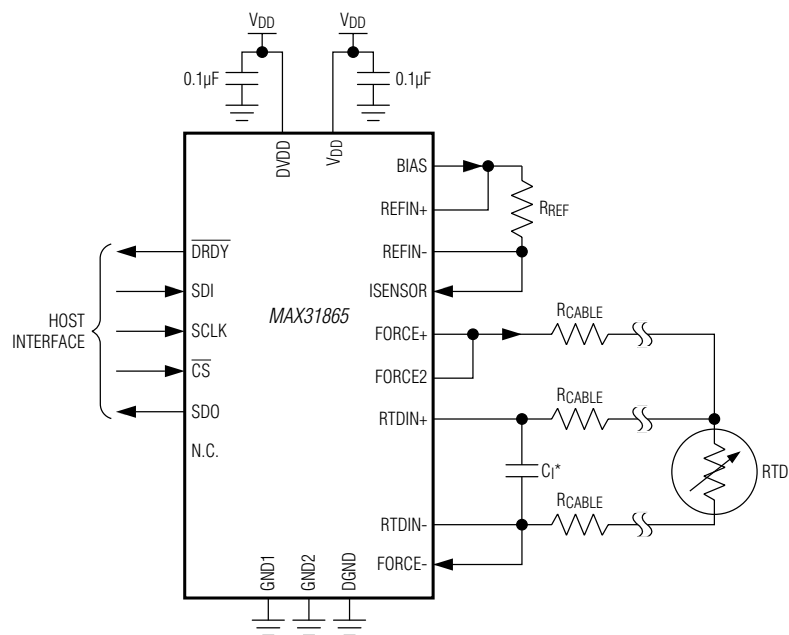 VDD VDD
0.1µF 0.1µF
DVDD
VDD
BIAS
REFIN+
RREF
REFIN-
ISENSOR
DRDY
SDI
SCLK
CS
SDO
N.C.
HOST
INTERFACE
MAX31865
FORCE+
RCABLE
FORCE2
RTDIN+
RCABLE
CI*
RTD
RCABLE
RTDIN-
FORCE-
GND1
GND2
DGND